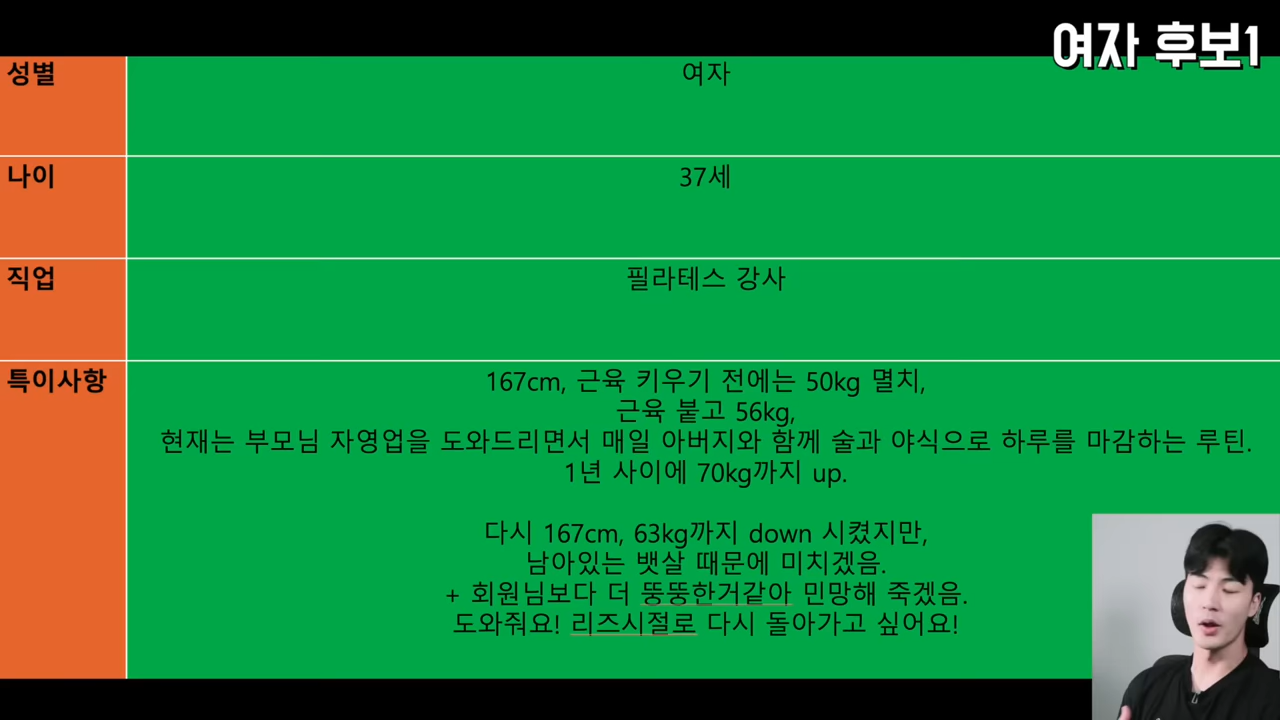 여자 후보1
성별
여자
나이
37세
직업
필라테스 강사
특이사항
167cm, 근육 키우기 전에는 50kg 멸치,
근육 붙고 56kg,
현재는 부모님 자영업을 도와드리면서 매일 아버지와 함께 술과 야식으로 하루를 마감하는 루틴.
1년 사이에 70kg까지 up.
다시 167cm, 63kg까지 down 시켰지만,
남아있는 뱃살 때문에 미치겠음.
+ 회원님보다 더 뚱뚱한거같아 민망해 죽겠음.
도와줘요! 리즈시절로 다시 돌아가고 싶어요!